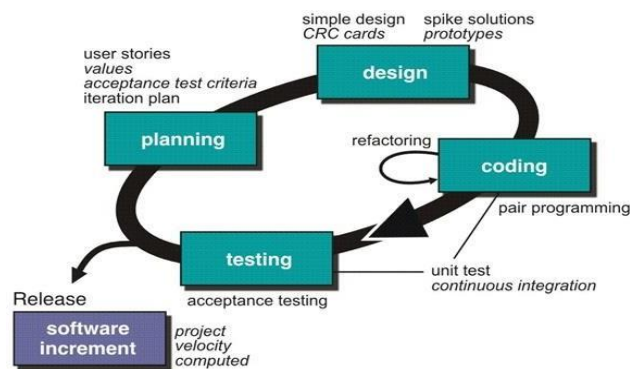 simple design
CRC cards
spike solutions
prototypes
user stories
values
acceptance test criteria
iteration plan
design
planning
refactoring
coding
pair programming
testing
unit test
continuous integration
acceptance testing
Release
software
increment
project
velocity
computed